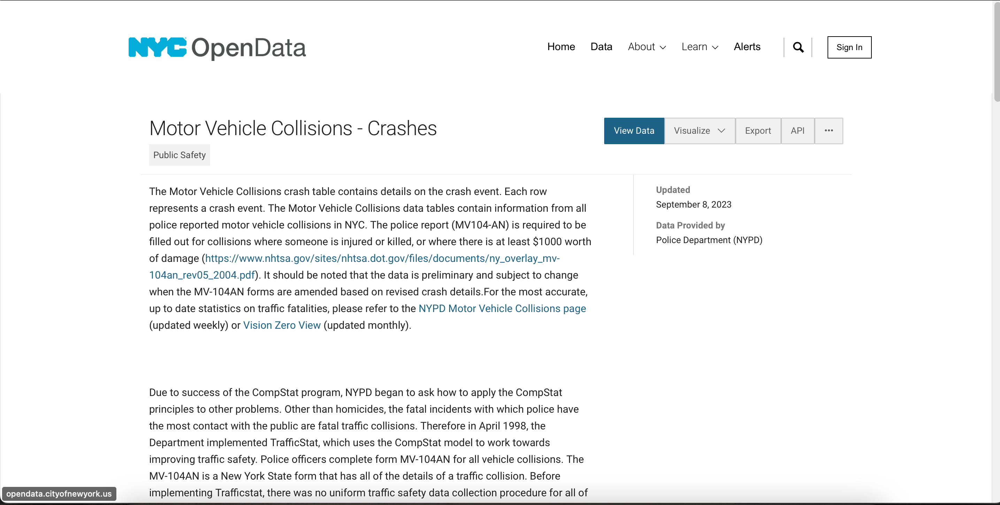 NYC OpenData
Home Data About Learn Alerts Sign In
Motor Vehicle Collisions - Crashes
View Data Visualize Export API ...
Public Safety
The Motor Vehicle Collisions crash table contains details on the crash event. Each row
represents a crash event. The Motor Vehicle Collisions data tables contain information from all
police reported motor vehicle collisions in NYC. The police report (MV104-AN) is required to be
filled out for collisions where someone is injured or killed, or where there is at least $1000 worth
of damage (https://www.nhtsa.gov/sites/nhtsa.dot.gov/files/documents/ny_overlay_mv-
104an_rev05_2004.pdf). It should be noted that the data is preliminary and subject to change
when the MV-104AN forms are amended based on revised crash details.For the most accurate,
up to date statistics on traffic fatalities, please refer to the NYPD Motor Vehicle Collisions page
(updated weekly) or Vision Zero View (updated monthly).
Updated
September 8, 2023
Data Provided by
Police Department (NYPD)
Due to success of the CompStat program, NYPD began to ask how to apply the CompStat
principles to other problems. Other than homicides, the fatal incidents with which police have
the most contact with the public are fatal traffic collisions. Therefore in April 1998, the
Department implemented TrafficStat, which uses the CompStat model to work towards
improving traffic safety. Police officers complete form MV-104AN for all vehicle collisions. The
MV-104AN is a New York State form that has all of the details of a traffic collision. Before
implementing Trafficstat, there was no uniform traffic safety data collection procedure for all of
opendata.cityofnewyork.us